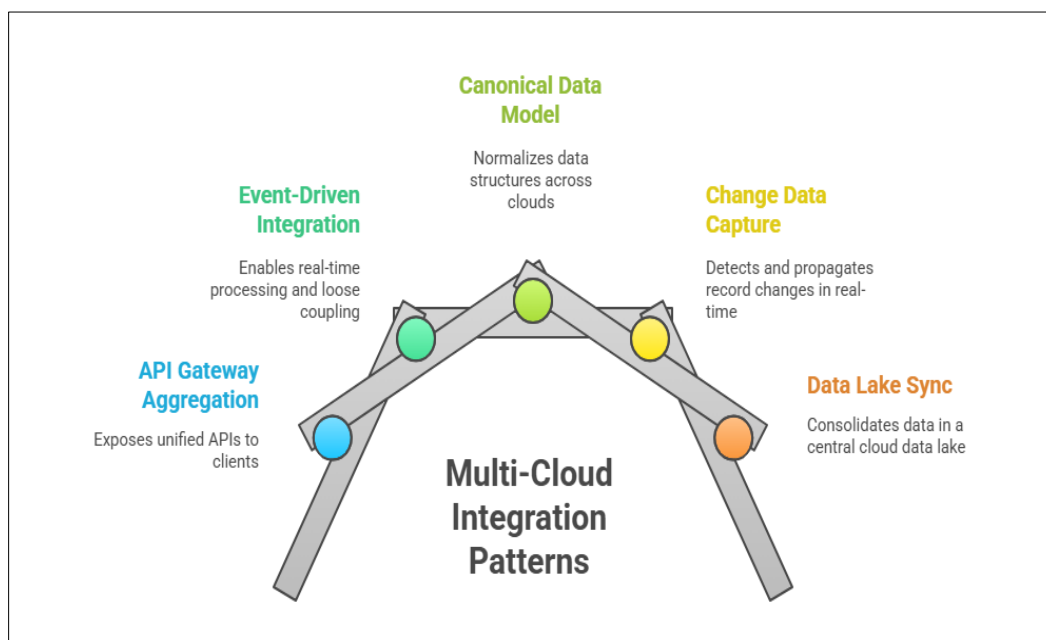 Canonical Data
Model
Normalizes data
structures across
clouds
Event-Driven
Integration
Enables real-time
processing and loose
coupling
Change Data
Capture
Detects and propagates
record changes in real-
time
API Gateway
Aggregation
Exposes unified APIs to
clients
Data Lake Sync
Consolidates data in a
central cloud data lake
Multi-Cloud
Integration
Patterns